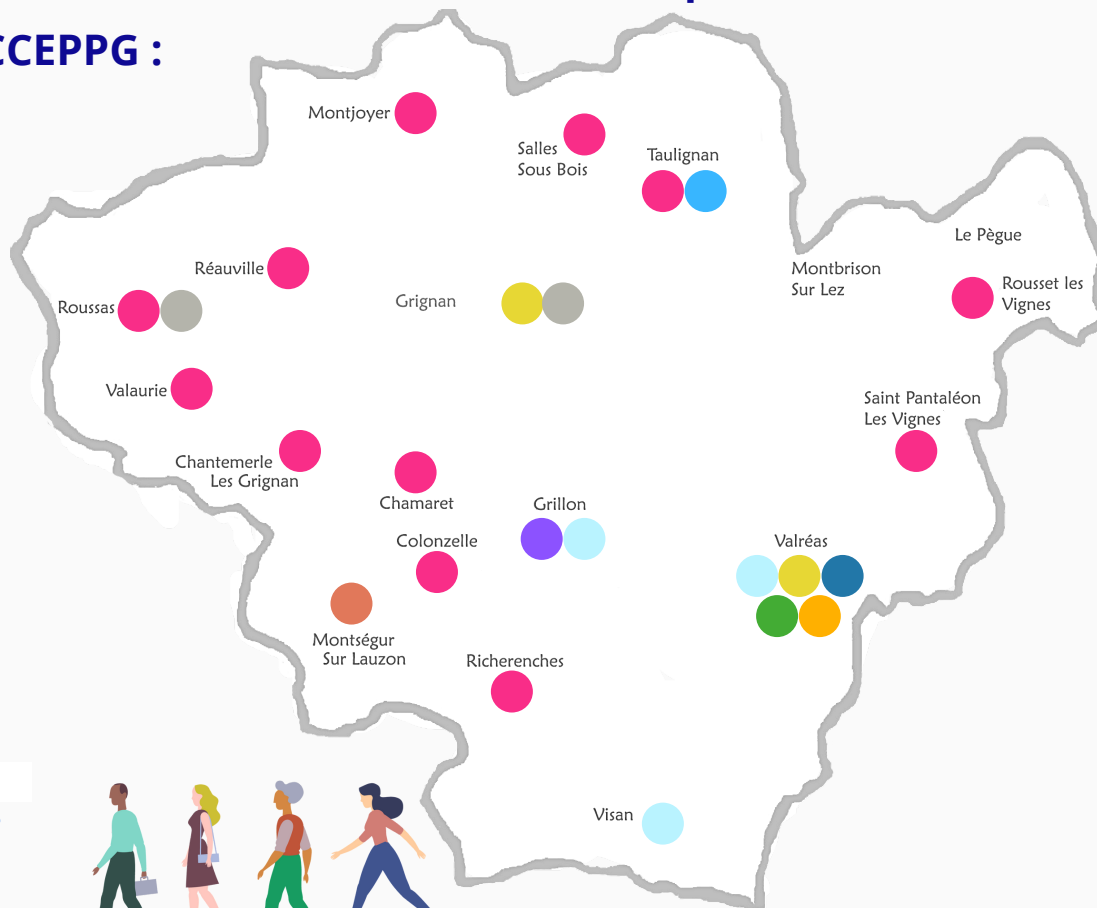 CCEPPG :
Montjoyer
Salles
Sous Bois
Taulignan
Le Pègue
Montbrison
Sur Lez
Réauville
Rousset les
Vignes
Grignan
Roussas
Valaurie
Saint Pantaléon
Les Vignes
Chantemerle
Les Grignan
Chamaret
Grillon
Colonzelle
Valréas
Montségur
Sur Lauzon
Richerenches
Visan